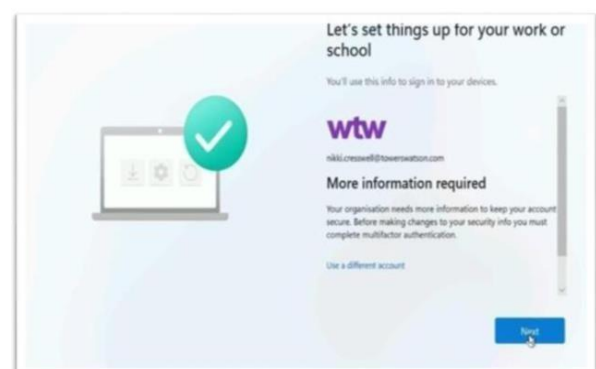 Let's set things up for your work or
school
You'll use this info to sign in to your devices.
wtw
nikki.cresswell@towerswatson.com
More information required
Your organisation needs more information to keep your account
secure. Before making changes to your security info you must
complete multifactor authentication.
Use a different account
Next